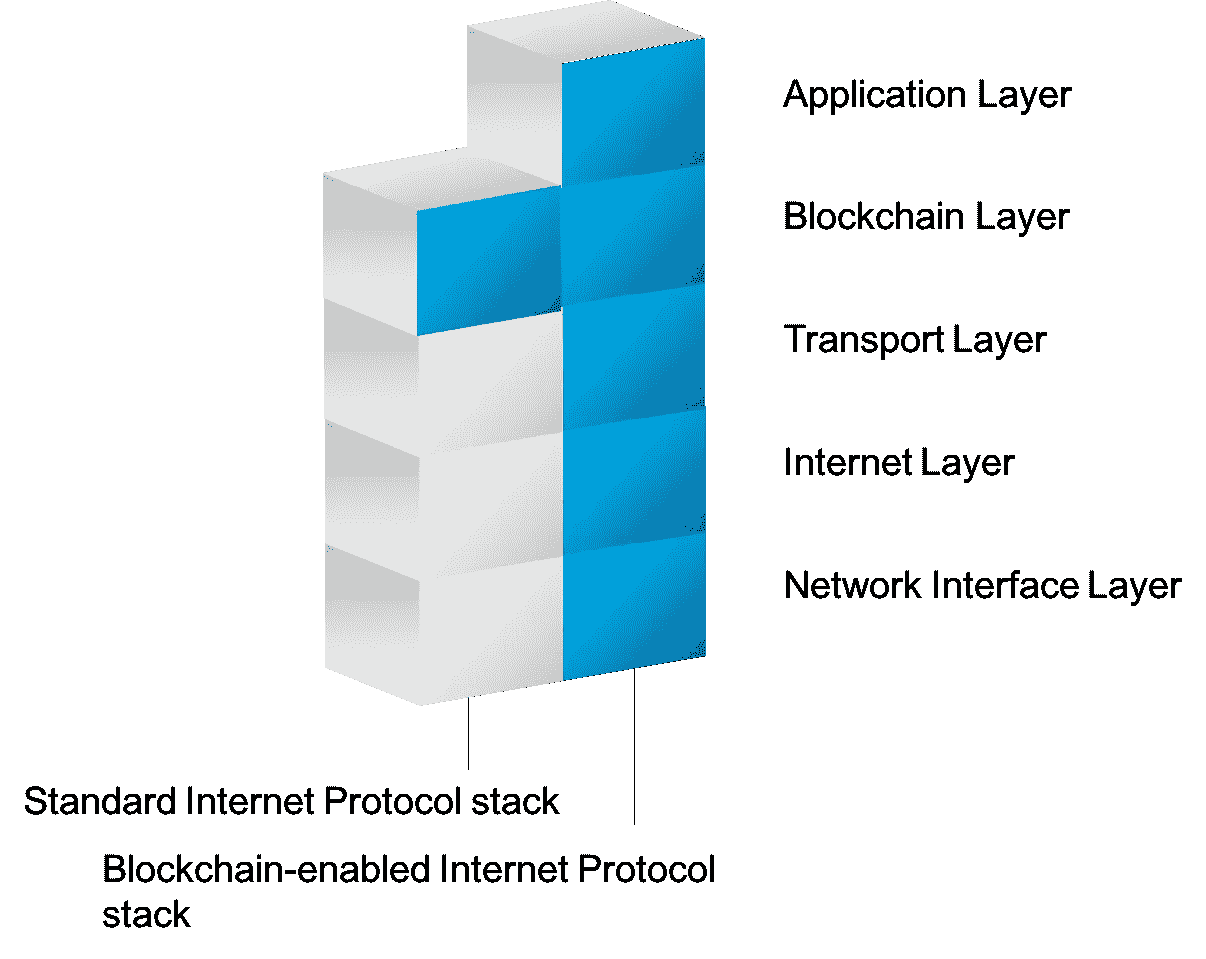 Application Layer
Blockchain Layer
Transport Layer
Internet Layer
Network Interface Layer
Standard Internet Protocol stack
Blockchain-enabled Internet Protocol
stack